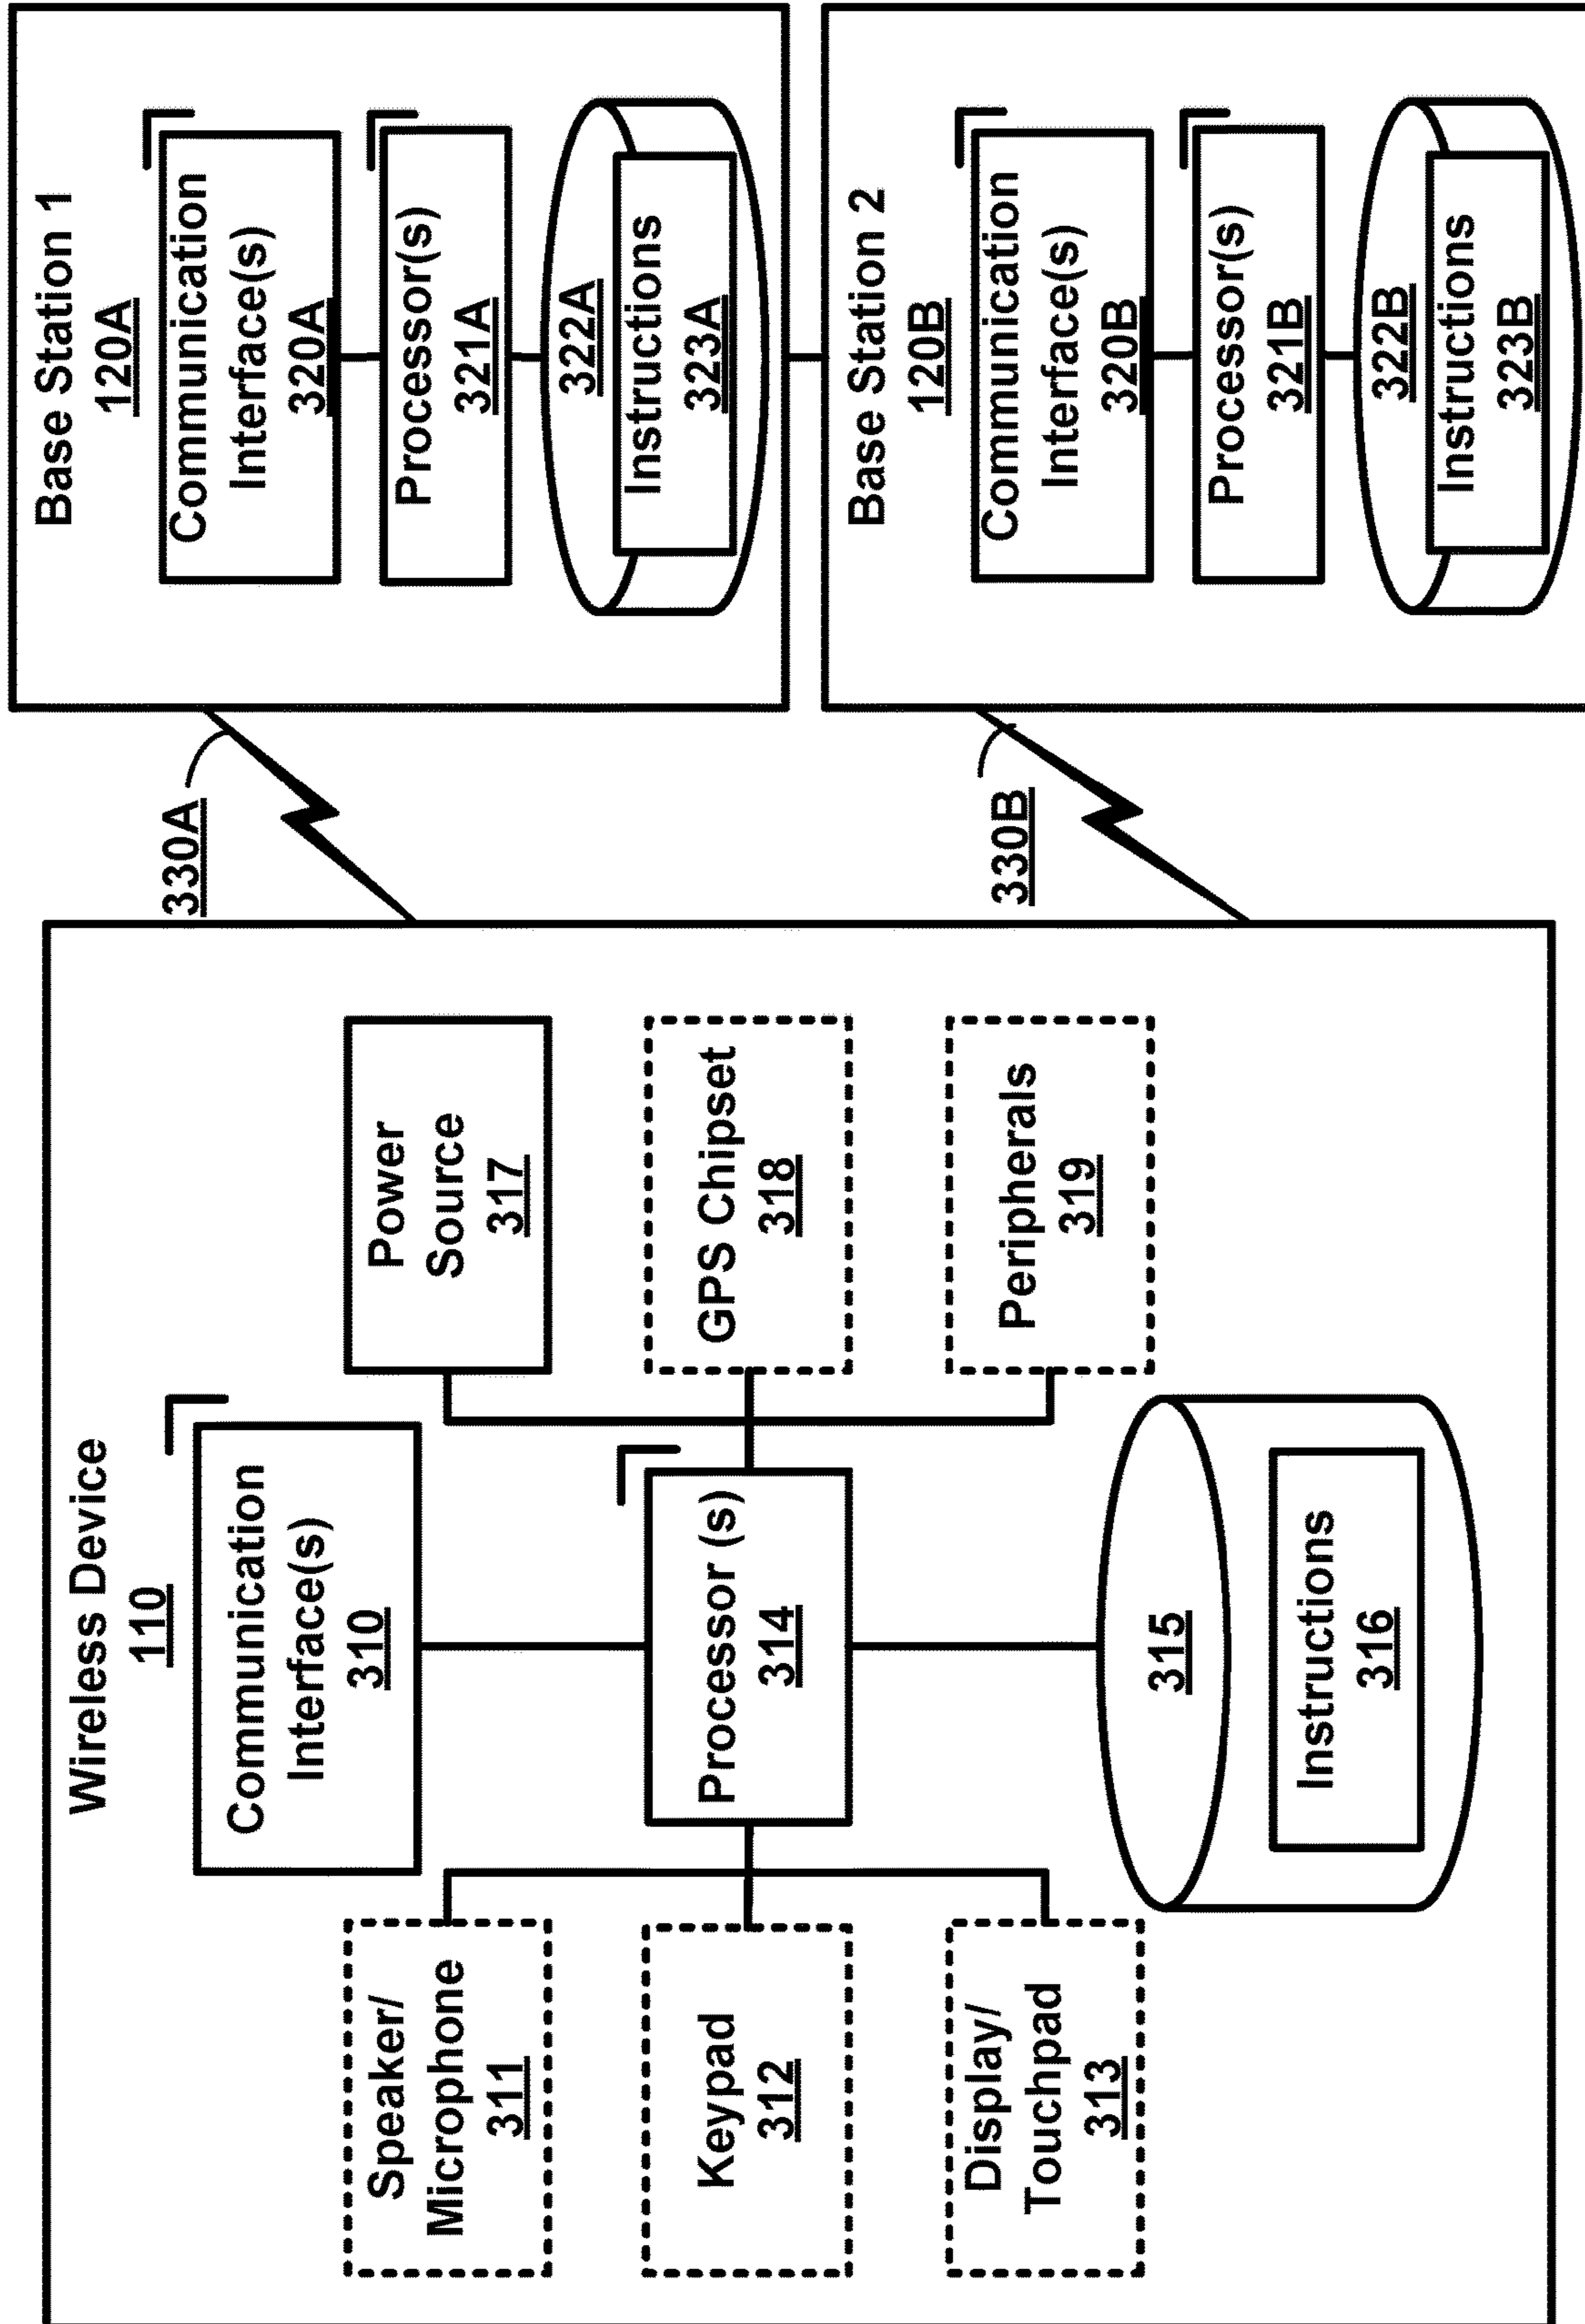 Wireless Device
110
Communication
Interface(s)
310
Speaker/
Microphone
311
Keypad
312
Display/
Touchpad
313
Processor (s)
314
315
Instructions
316
Power
Source
317
GPS Chipset
318
Peripherals
319
330A
330B
Base Station 1
120A
Communication
Interface(s)
320A
Processor(s)
321A
322A
Instructions
323A
Base Station 2
120B
Communication
Interface(s)
320B
Processor(s)
321B
322B
Instructions
323B